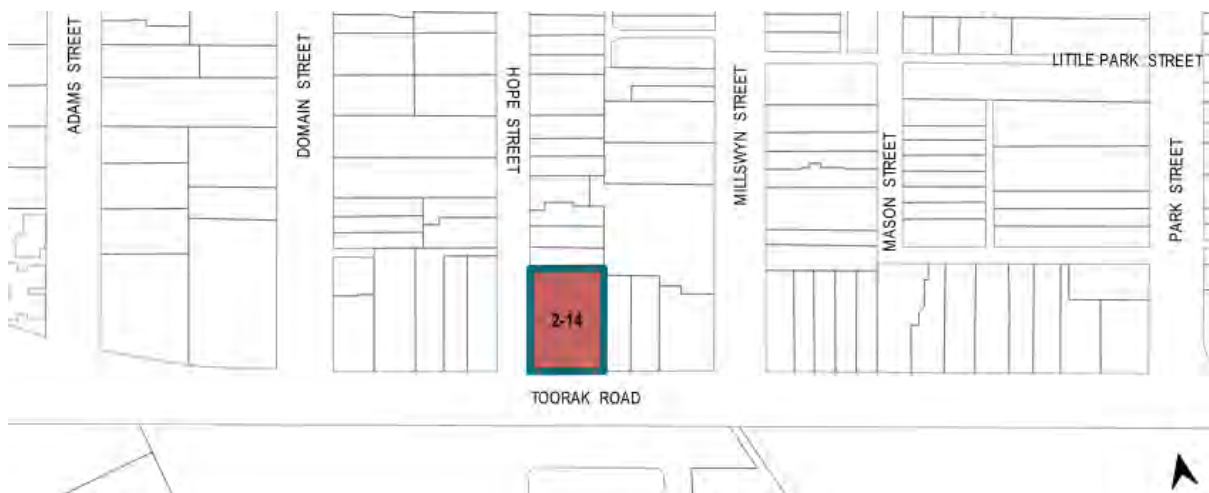 ADAMS STREET
DOMAIN STREET
HOPE STREET
MILLSWYN STREET
MASON STREET
LITTLE PARK STREET
PARK STREET
2-14
TOORAK ROAD